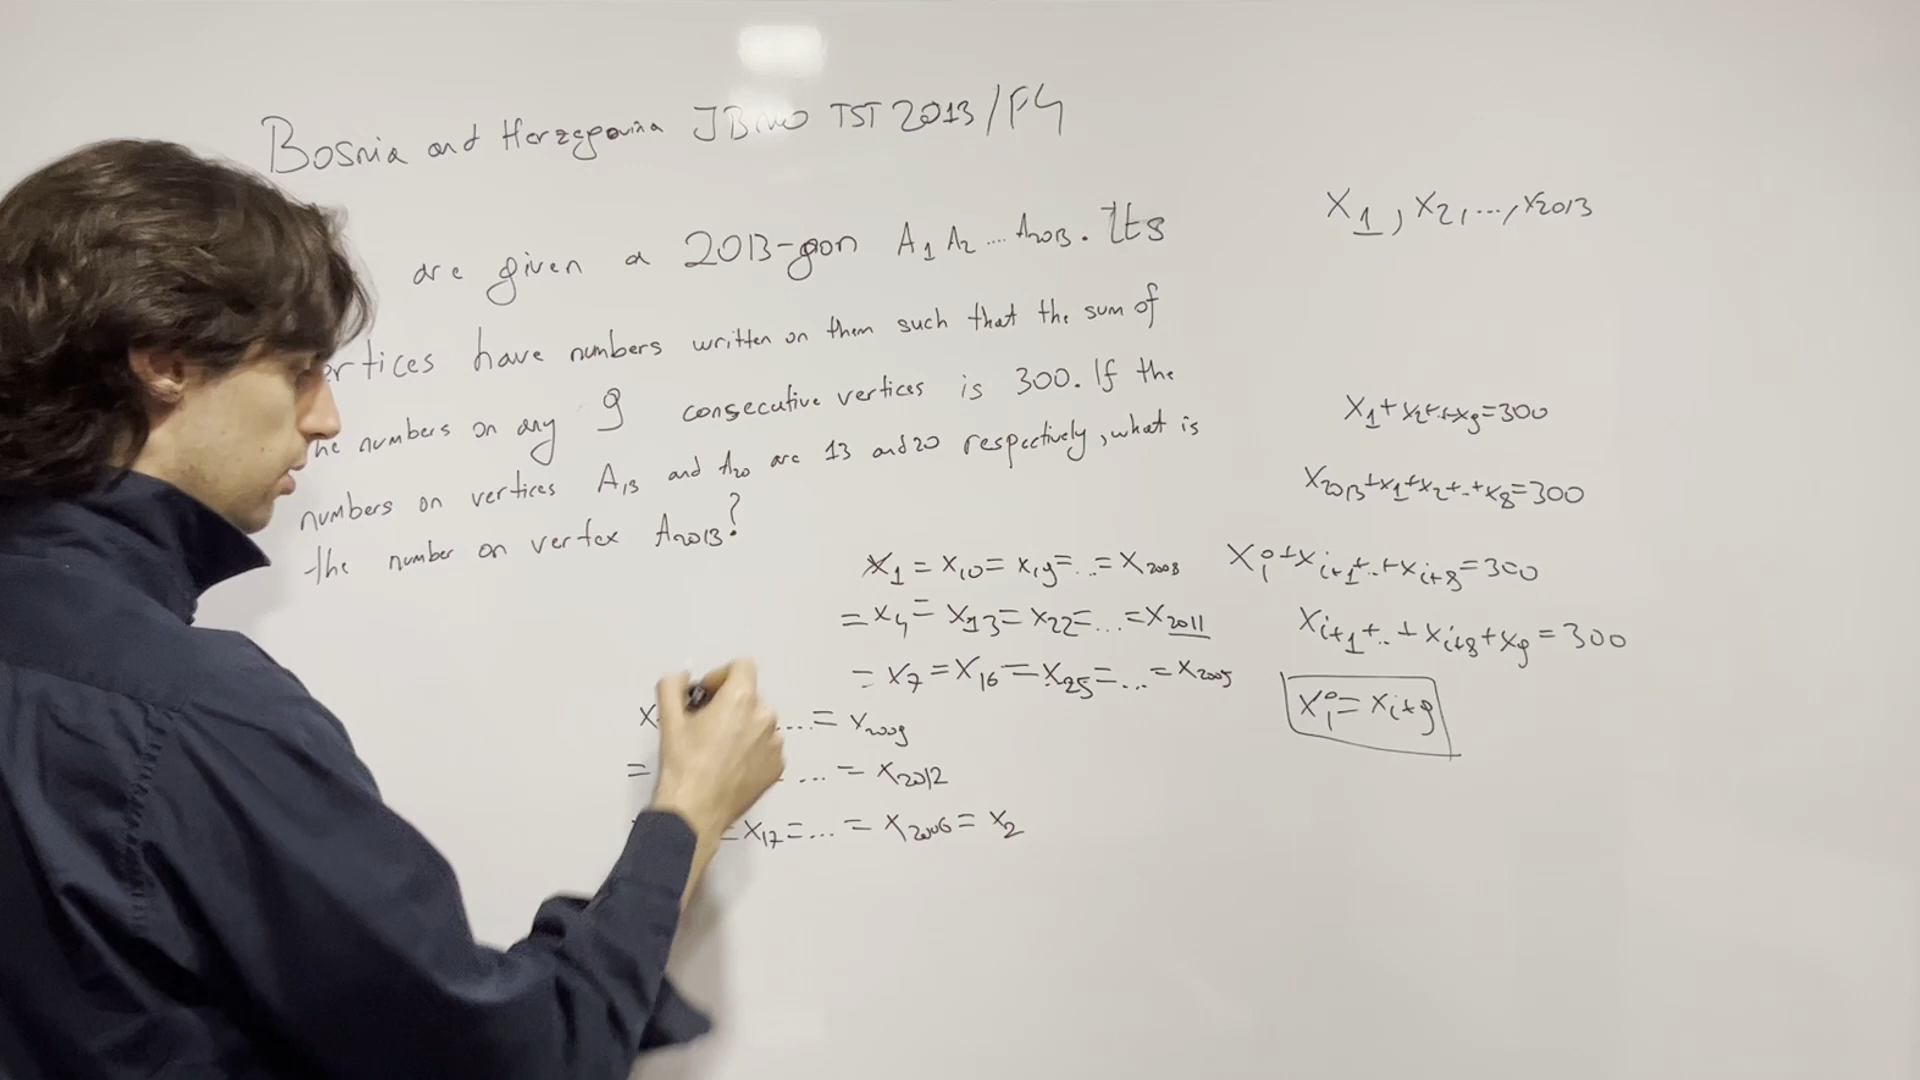 Bosnia and Herzegovina JBMO TST 2013/P4
are given a 2013-gon A₁ A₂ .... A₂₀₁₃. Its
rtices have numbers written on them such that the sum of
he numbers on any 9 consecutive vertices is 300. If the
numbers on vertices A₁₃ and A₂₀ are 13 and 20 respectively, what is
the number on vertex A₂₀₁₃?
X₁, X₂, ..., X₂₀₁₃
X₁+X₂+..+X₉=300
X₂₀₁₃+X₁+X₂+..+X₈=300
Xᵢ+Xᵢ₊₁+..+Xᵢ₊₈=300
Xᵢ₊₁+..+Xᵢ₊₈+X₉=300
Xᵢ=Xᵢ₊₉
X₁=X₁₀=X₁₉=...=X₂₀₀₈
=X₄=X₁₃=X₂₂=...=X₂₀₁₁
=X₇=X₁₆=X₂₅=...=X₂₀₀₅
X ...=X₂₀₀₉
= ...=X₂₀₁₂
=X₁₇=...=X₂₀₀₆=X₂